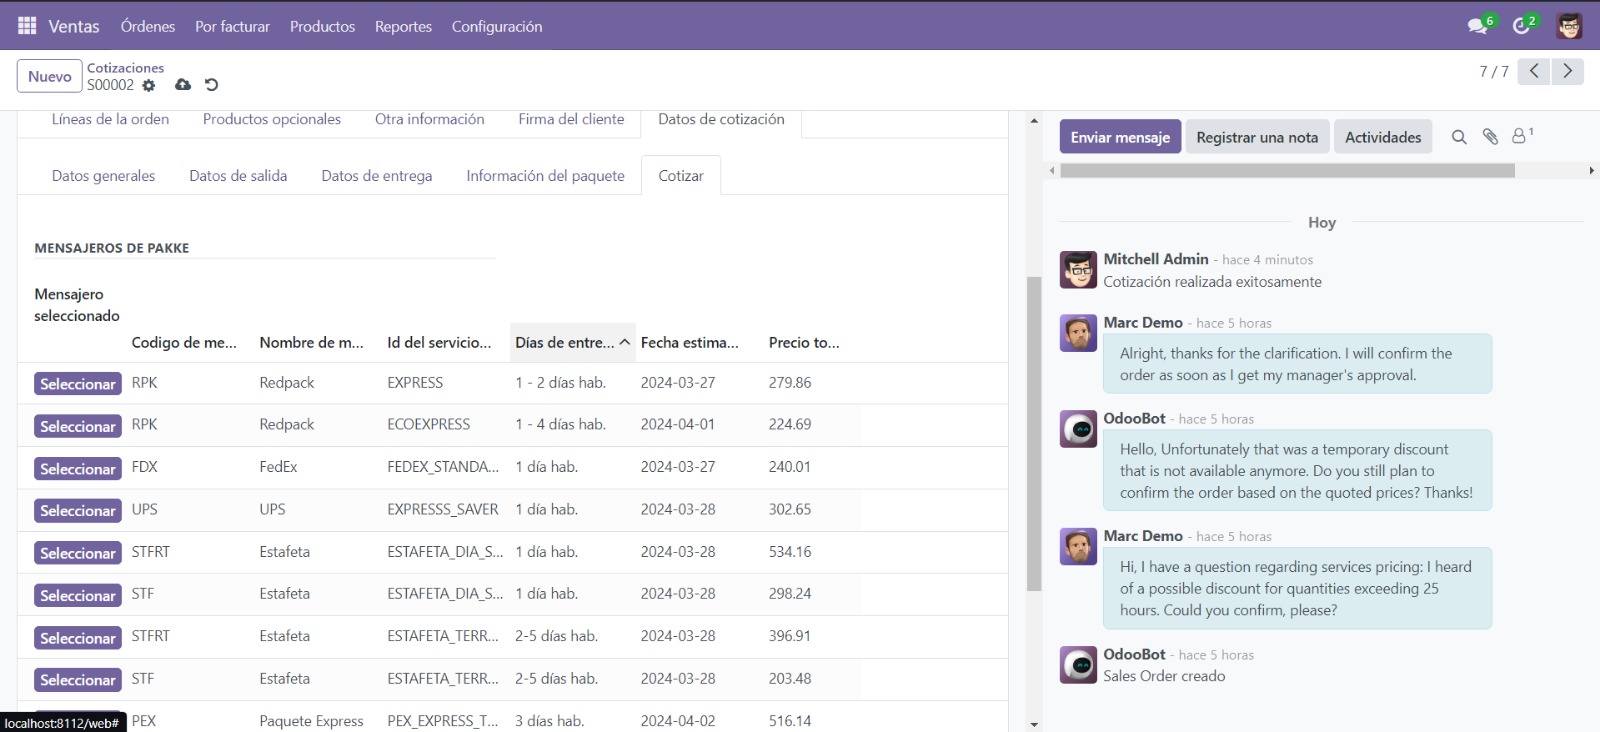 Ventas Órdenes Por facturar Productos Reportes Configuración 6 2
Nuevo Cotizaciones
S00002 7 / 7
Líneas de la orden Productos opcionales Otra información Firma del cliente Datos de cotización
Datos generales Datos de salida Datos de entrega Información del paquete Cotizar
MENSAJEROS DE PAKKE
Mensajero
seleccionado
Codigo de me... Nombre de m... Id del servicio... Días de entre... Fecha estima... Precio to...
Seleccionar RPK Redpack EXPRESS 1 - 2 días hab. 2024-03-27 279.86
Seleccionar RPK Redpack ECOEXPRESS 1 - 4 días hab. 2024-04-01 224.69
Seleccionar FDX FedEx FEDEX_STANDA... 1 día hab. 2024-03-27 240.01
Seleccionar UPS UPS EXPRESSS_SAVER 1 día hab. 2024-03-28 302.65
Seleccionar STFRT Estafeta ESTAFETA_DIA_S... 1 día hab. 2024-03-28 534.16
Seleccionar STF Estafeta ESTAFETA_DIA_S... 1 día hab. 2024-03-28 298.24
Seleccionar STFRT Estafeta ESTAFETA_TERR... 2-5 días hab. 2024-03-28 396.91
Seleccionar STF Estafeta ESTAFETA_TERR... 2-5 días hab. 2024-03-28 203.48
PEX Paquete Express PEX_EXPRESS_T... 3 días hab. 2024-04-02 516.14
localhost:8112/web#
Enviar mensaje Registrar una nota Actividades 1
Hoy
Mitchell Admin - hace 4 minutos
Cotización realizada exitosamente
Marc Demo - hace 5 horas
Alright, thanks for the clarification. I will confirm the
order as soon as I get my manager's approval.
OdooBot - hace 5 horas
Hello, Unfortunately that was a temporary discount
that is not available anymore. Do you still plan to
confirm the order based on the quoted prices? Thanks!
Marc Demo - hace 5 horas
Hi, I have a question regarding services pricing: I heard
of a possible discount for quantities exceeding 25
hours. Could you confirm, please?
OdooBot - hace 5 horas
Sales Order creado